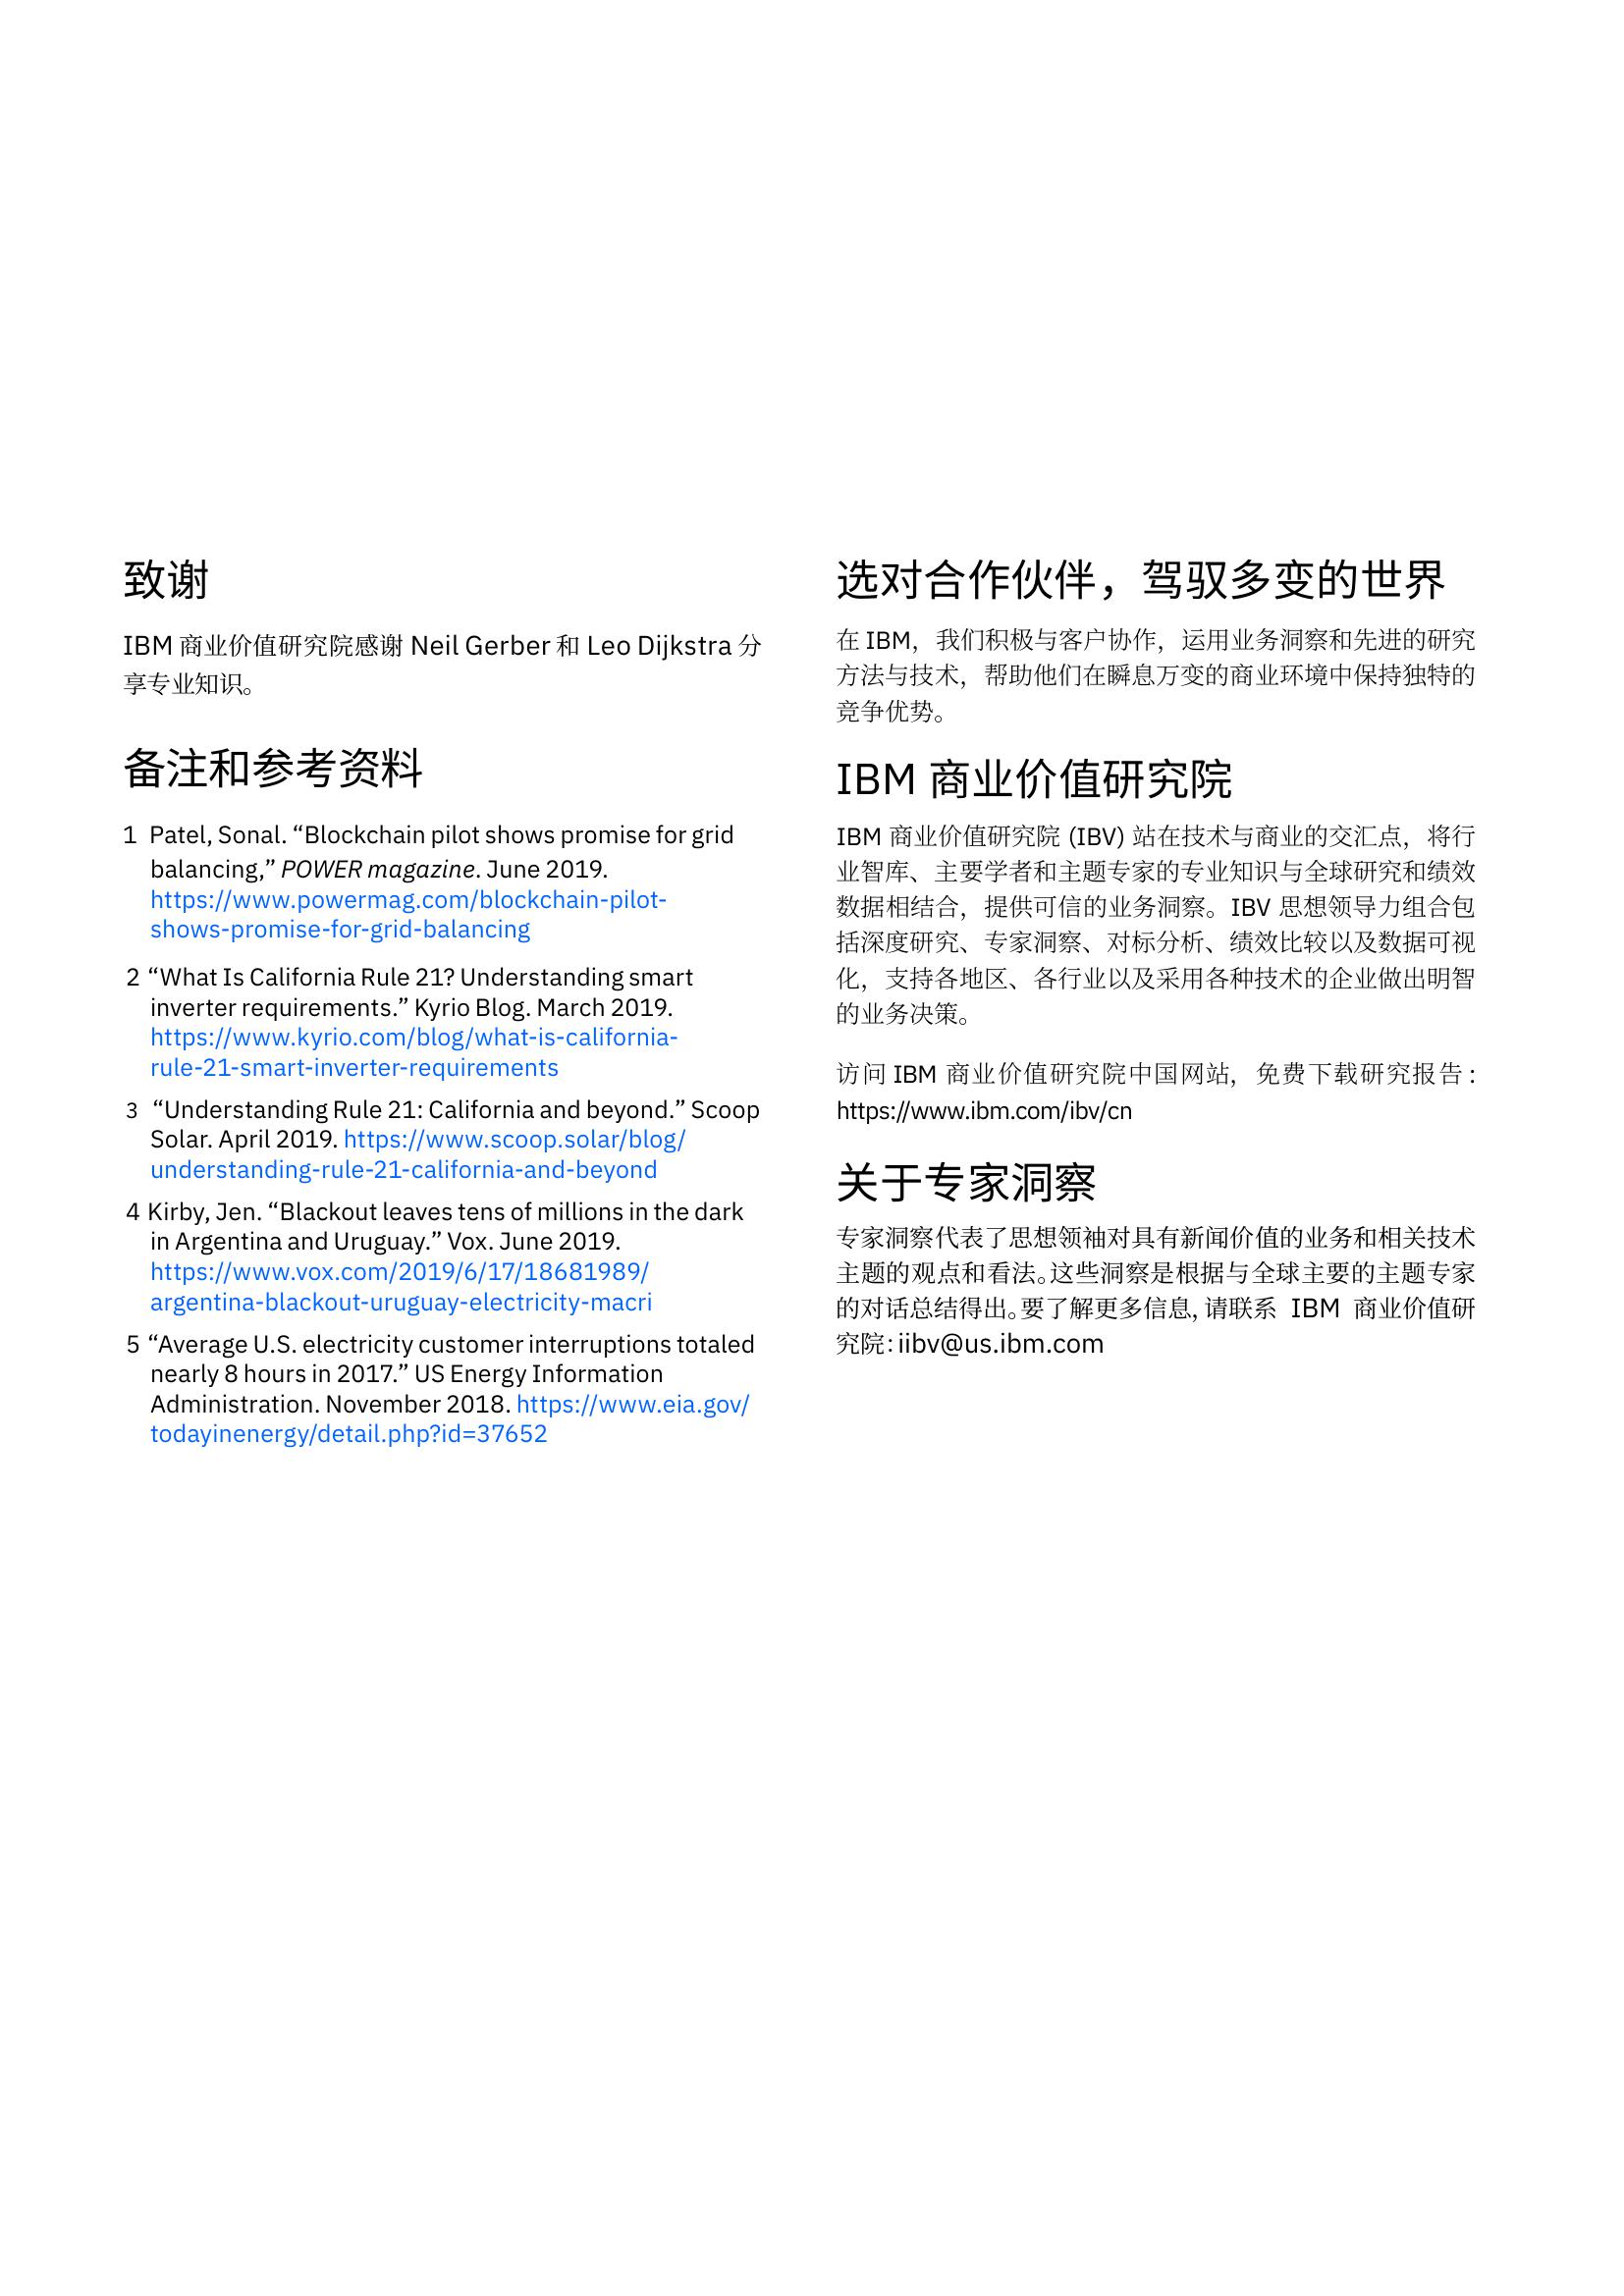 致谢
IBM 商业价值研究院感谢 Neil Gerber 和 Leo Dijkstra 分
享专业知识。
备注和参考资料
1 Patel, Sonal. “Blockchain pilot shows promise for grid
balancing,” POWER magazine. June 2019.
https://www.powermag.com/blockchain-pilot-
shows-promise-for-grid-balancing
2 “What Is California Rule 21? Understanding smart
inverter requirements.” Kyrio Blog. March 2019.
https://www.kyrio.com/blog/what-is-california-
rule-21-smart-inverter-requirements
3 “Understanding Rule 21: California and beyond.” Scoop
Solar. April 2019. https://www.scoop.solar/blog/
understanding-rule-21-california-and-beyond
4 Kirby, Jen. “Blackout leaves tens of millions in the dark
in Argentina and Uruguay.” Vox. June 2019.
https://www.vox.com/2019/6/17/18681989/
argentina-blackout-uruguay-electricity-macri
5 “Average U.S. electricity customer interruptions totaled
nearly 8 hours in 2017.” US Energy Information
Administration. November 2018. https://www.eia.gov/
todayinenergy/detail.php?id=37652
选对合作伙伴，驾驭多变的世界
在 IBM，我们积极与客户协作，运用业务洞察和先进的研究
方法与技术，帮助他们在瞬息万变的商业环境中保持独特的
竞争优势。
IBM 商业价值研究院
IBM 商业价值研究院 (IBV) 站在技术与商业的交汇点，将行
业智库、主要学者和主题专家的专业知识与全球研究和绩效
数据相结合，提供可信的业务洞察。IBV 思想领导力组合包
括深度研究、专家洞察、对标分析、绩效比较以及数据可视
化，支持各地区、各行业以及采用各种技术的企业做出明智
的业务决策。
访问 IBM 商业价值研究院中国网站，免费下载研究报告：
https://www.ibm.com/ibv/cn
关于专家洞察
专家洞察代表了思想领袖对具有新闻价值的业务和相关技术
主题的观点和看法。这些洞察是根据与全球主要的主题专家
的对话总结得出。要了解更多信息，请联系 IBM 商业价值研
究院：iibv@us.ibm.com